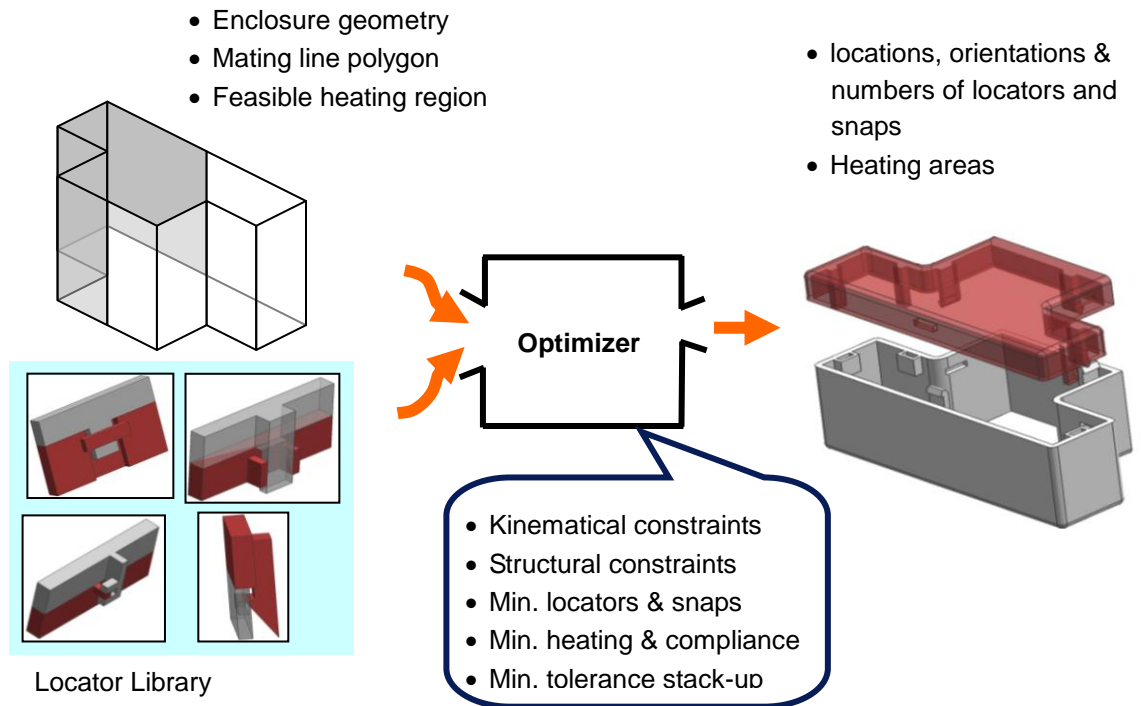 • Enclosure geometry
• Mating line polygon
• Feasible heating region
• locations, orientations &
numbers of locators and
snaps
• Heating areas
Optimizer
• Kinematical constraints
• Structural constraints
• Min. locators & snaps
• Min. heating & compliance
• Min. tolerance stack-up
Locator Library